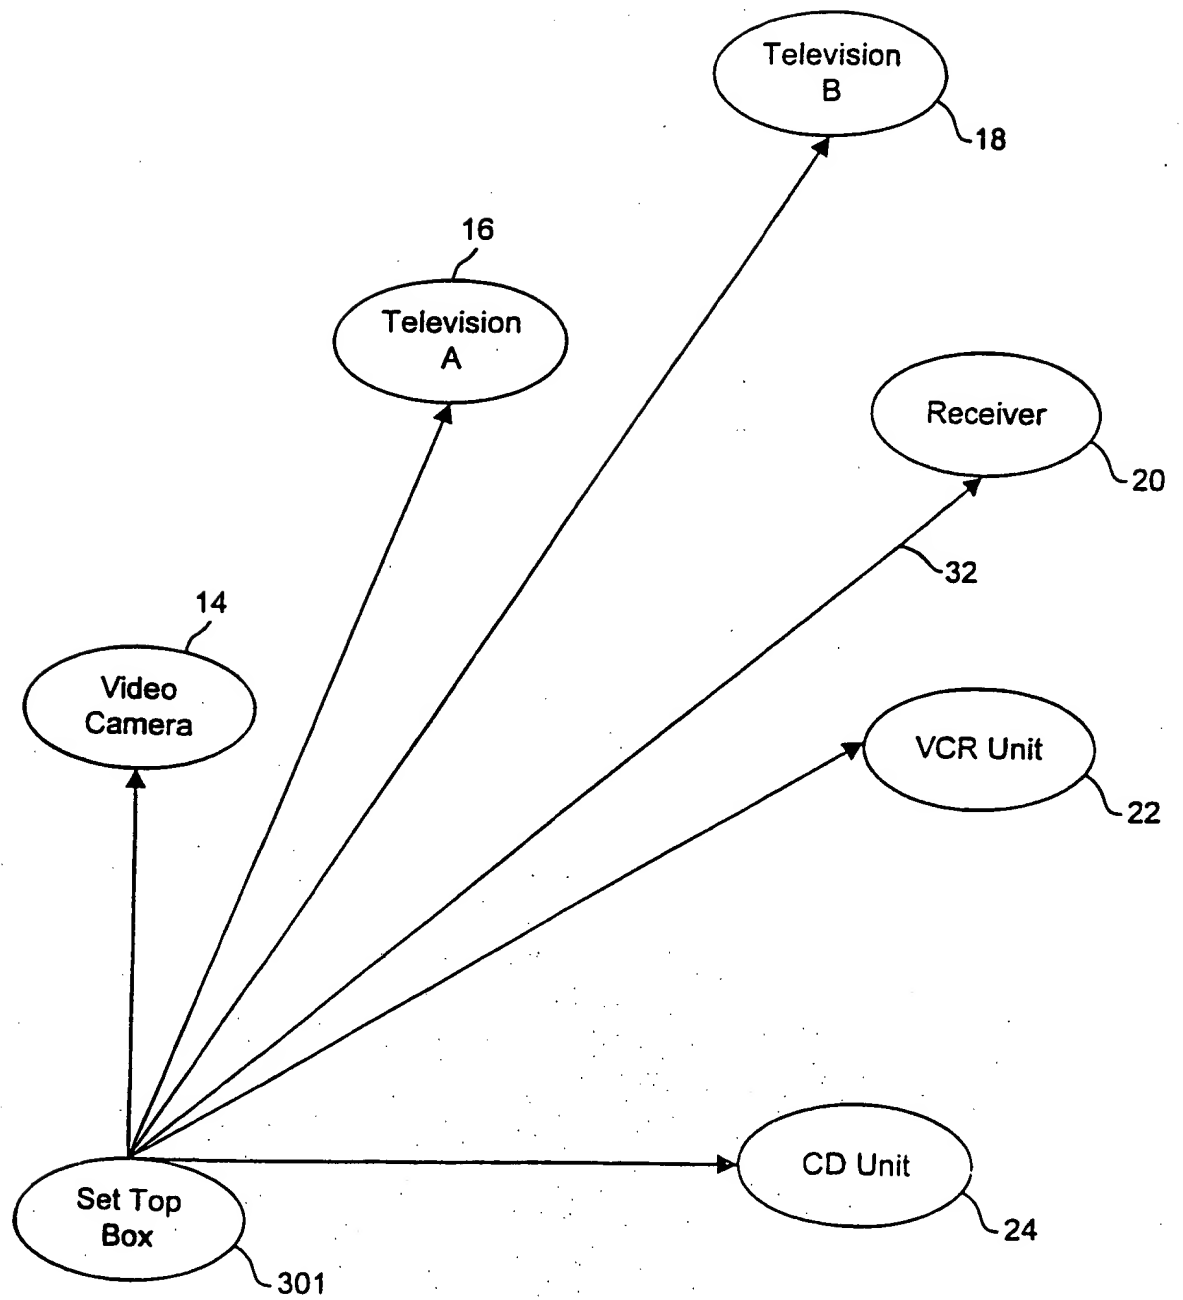 Television
B
18
16
Television
A
Receiver
20
32
14
Video
Camera
VCR Unit
22
CD Unit
24
Set Top
Box
301